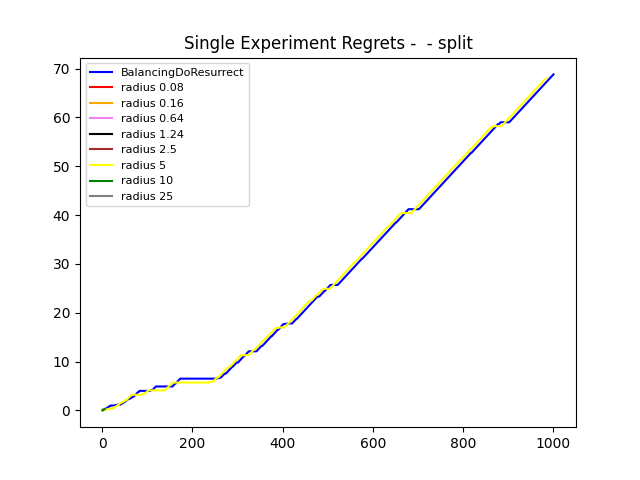 Single Experiment Regrets -  - split
BalancingDoResurrect
radius 0.08
radius 0.16
radius 0.64
radius 1.24
radius 2.5
radius 5
radius 10
radius 25
70
60
50
40
30
20
10
0
0 200 400 600 800 1000